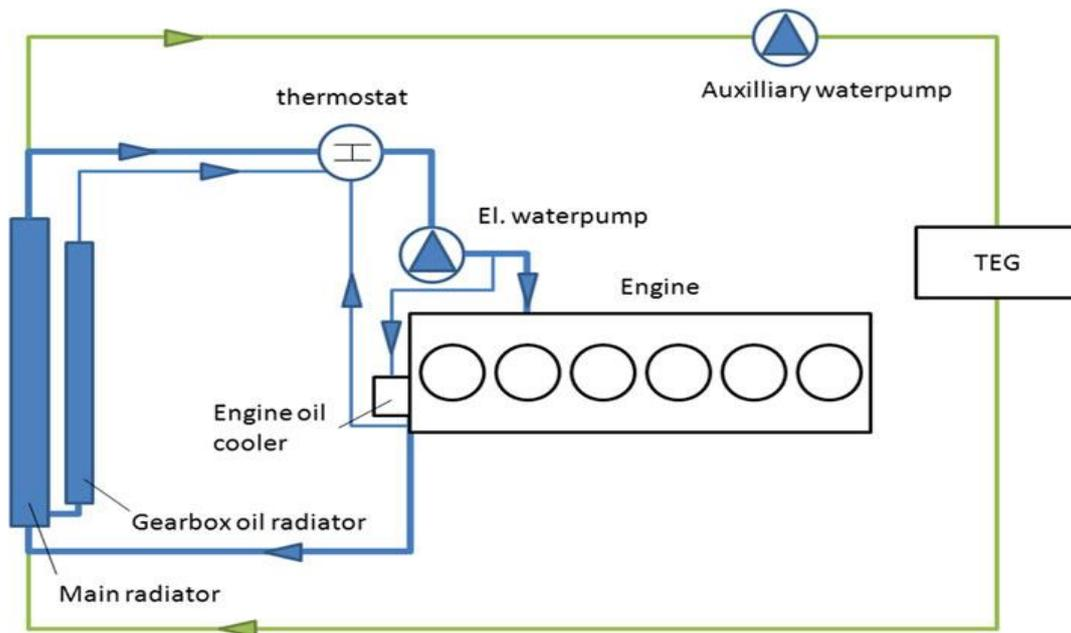 Auxilliary waterpump
thermostat
El. waterpump
TEG
Engine
Engine oil
cooler
Gearbox oil radiator
Main radiator